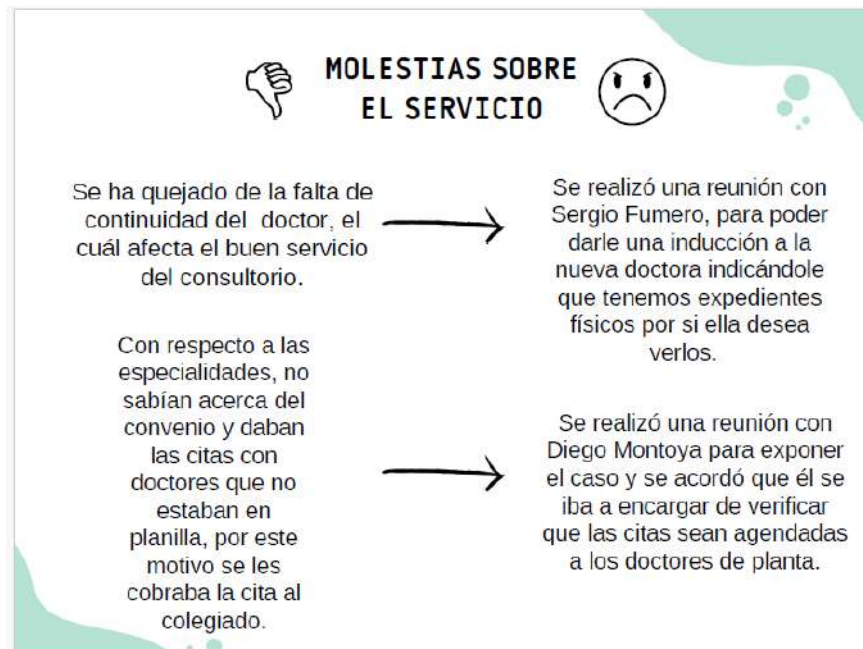 MOLESTIAS SOBRE
EL SERVICIO
Se ha quejado de la falta de
continuidad del doctor, el
cuál afecta el buen servicio
del consultorio.
Se realizó una reunión con
Sergio Fumero, para poder
darle una inducción a la
nueva doctora indicándole
que tenemos expedientes
físicos por si ella desea
verlos.
Con respecto a las
especialidades, no
sabían acerca del
convenio y daban
las citas con
doctores que no
estaban en
planilla, por este
motivo se les
cobraba la cita al
colegiado.
Se realizó una reunión con
Diego Montoya para exponer
el caso y se acordó que él se
iba a encargar de verificar
que las citas sean agendadas
a los doctores de planta.